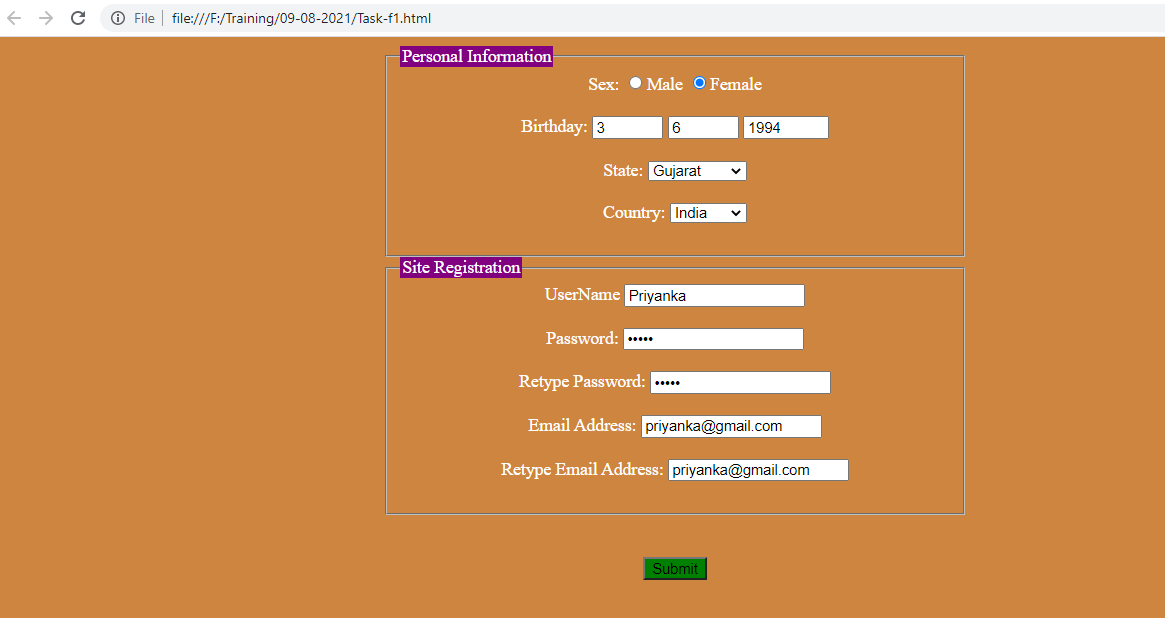 File | file:///F:/Training/09-08-2021/Task-f1.html
Personal Information
Sex: Male Female
Birthday: 3 6 1994
State: Gujarat
Country: India
Site Registration
UserName Priyanka
Password: •••••
Retype Password: •••••
Email Address: priyanka@gmail.com
Retype Email Address: priyanka@gmail.com
Submit